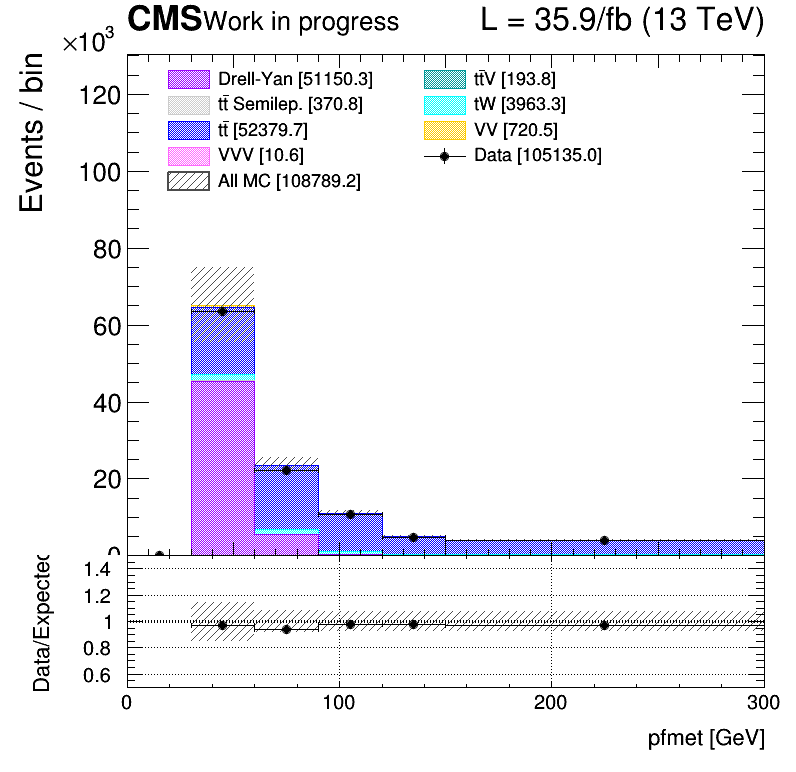 CMS Work in progress L = 35.9/fb (13 TeV)
×10³
Events / bin
Drell-Yan [51150.3]
tt̄ Semilep. [370.8]
tt̄ [52379.7]
VVV [10.6]
All MC [108789.2]
tt̄V [193.8]
tW [3963.3]
VV [720.5]
Data [105135.0]
120
100
80
60
40
20
0
Data/Expected
1.4
1.2
1
0.8
0.6
0 100 200 300
pfmet [GeV]